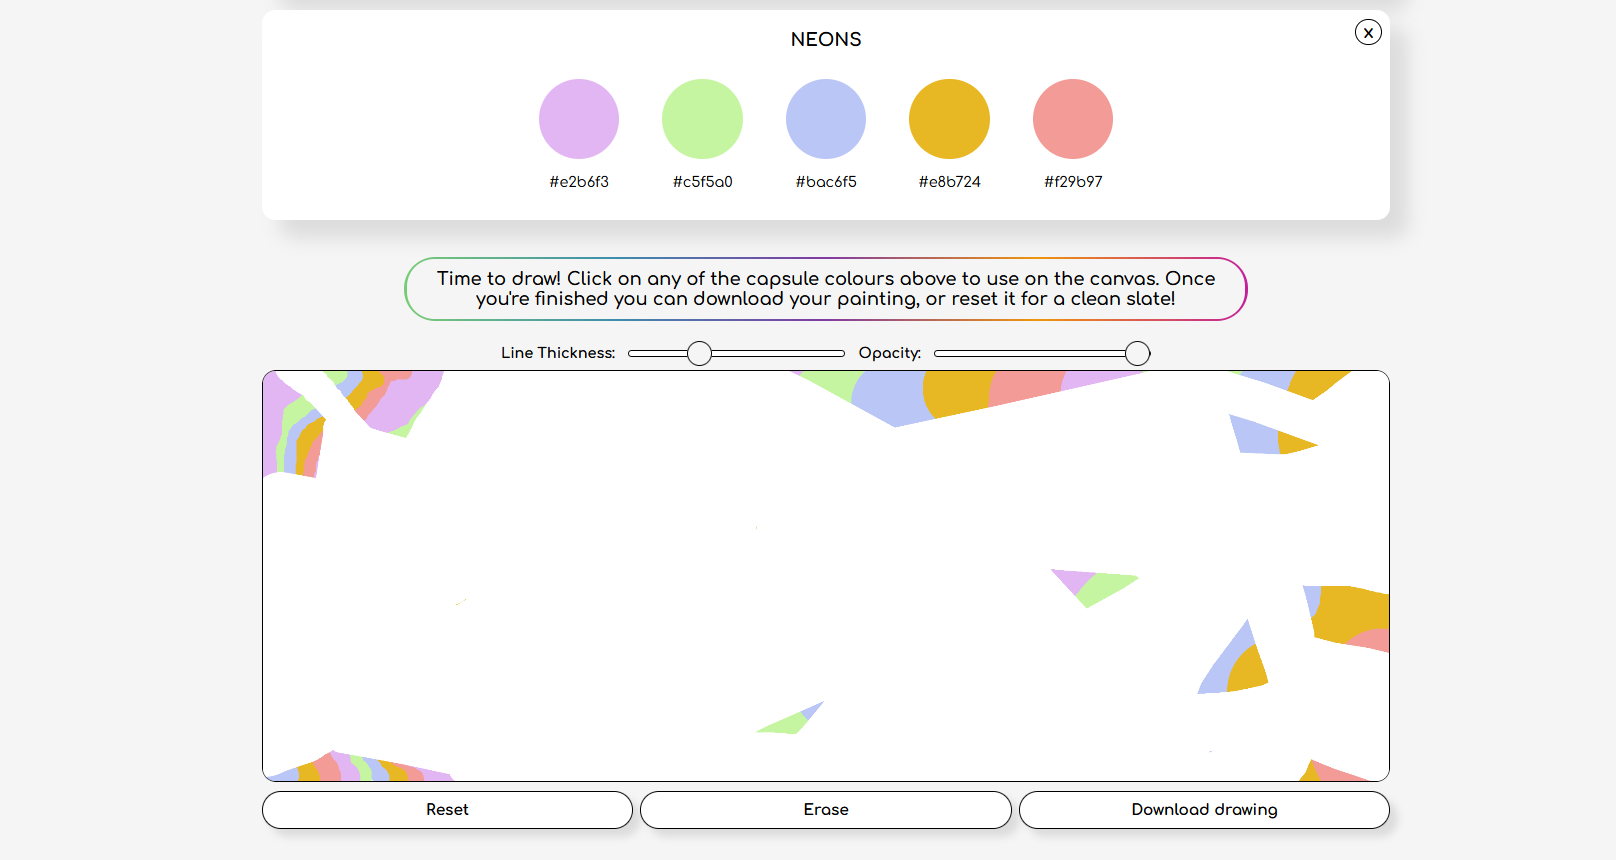 NEONS
x
#e2b6f3
#c5f5a0
#bac6f5
#e8b724
#f29b97
Time to draw! Click on any of the capsule colours above to use on the canvas. Once
you're finished you can download your painting, or reset it for a clean slate!
Line Thickness:
Opacity:
Reset
Erase
Download drawing